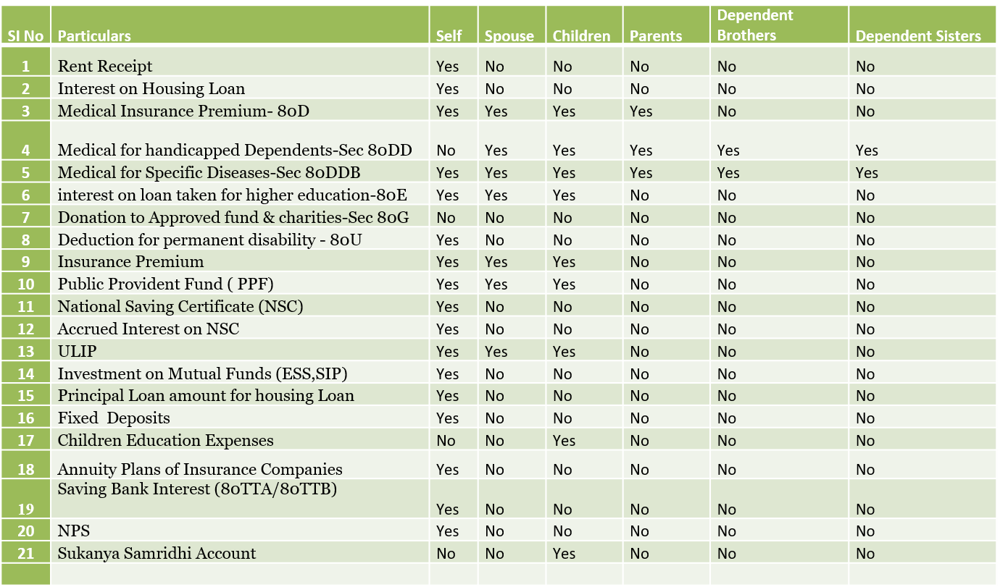 SI No Particulars Self Spouse Children Parents Dependent Brothers Dependent Sisters
1 Rent Receipt Yes No No No No No
2 Interest on Housing Loan Yes No No No No No
3 Medical Insurance Premium- 80D Yes Yes Yes Yes No No
4 Medical for handicapped Dependents-Sec 80DD No Yes Yes Yes Yes Yes
5 Medical for Specific Diseases-Sec 80DDB Yes Yes Yes Yes Yes Yes
6 interest on loan taken for higher education-80E Yes Yes Yes No No No
7 Donation to Approved fund & charities-Sec 80G No No No No No No
8 Deduction for permanent disability - 80U Yes No No No No No
9 Insurance Premium Yes Yes Yes No No No
10 Public Provident Fund ( PPF) Yes Yes Yes No No No
11 National Saving Certificate (NSC) Yes No No No No No
12 Accrued Interest on NSC Yes No No No No No
13 ULIP Yes Yes Yes No No No
14 Investment on Mutual Funds (ESS,SIP) Yes No No No No No
15 Principal Loan amount for housing Loan Yes No No No No No
16 Fixed Deposits Yes No No No No No
17 Children Education Expenses No No Yes No No No
18 Annuity Plans of Insurance Companies Yes No No No No No
19 Saving Bank Interest (80TTA/80TTB) Yes No No No No No
20 NPS Yes No No No No No
21 Sukanya Samridhi Account No No Yes No No No